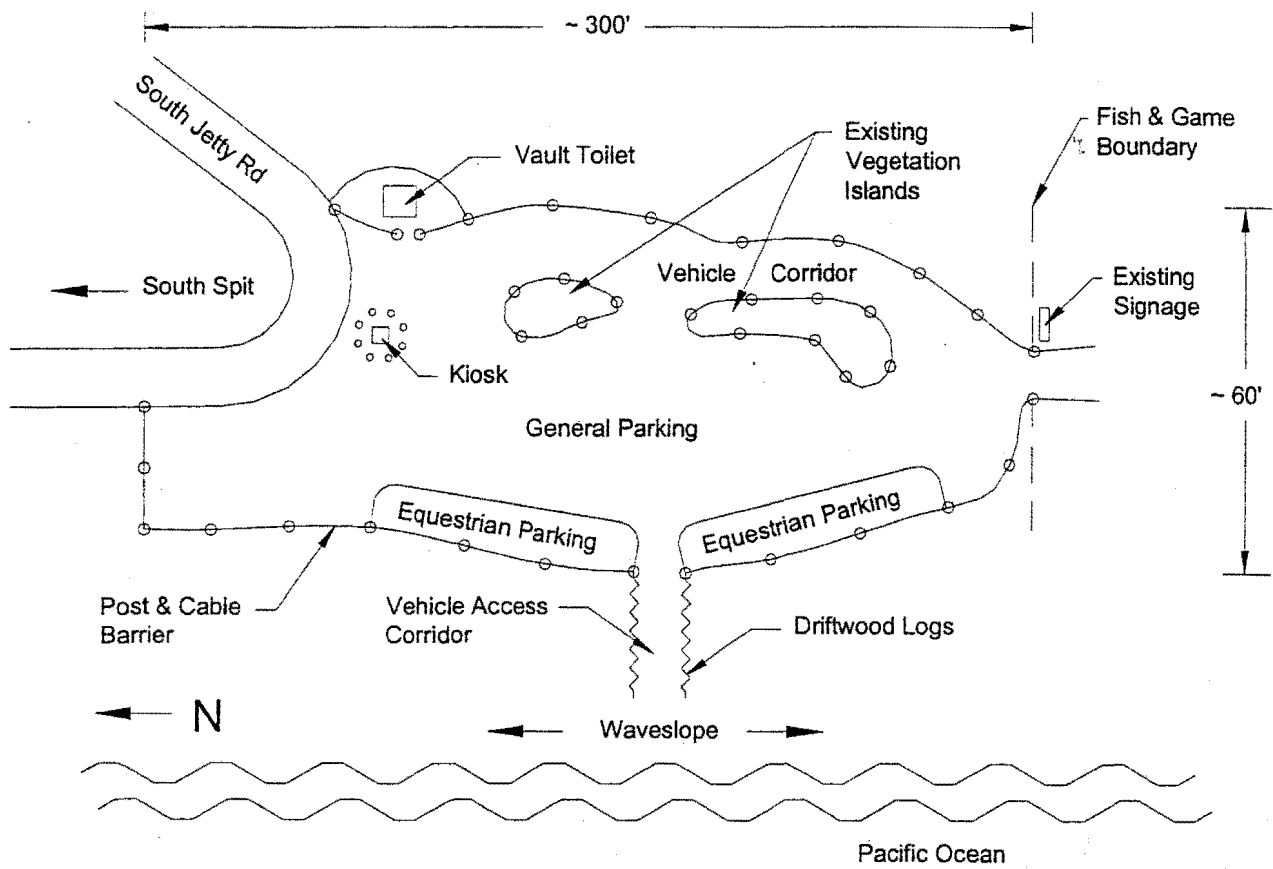 ~ 300'
South Jetty Rd
Vault Toilet
Existing
Vegetation
Islands
Fish & Game
Boundary
South Spit
Vehicle Corridor
Existing
Signage
Kiosk
~ 60'
General Parking
Equestrian Parking
Equestrian Parking
Post & Cable
Barrier
Vehicle Access
Corridor
Driftwood Logs
N
Waveslope
Pacific Ocean